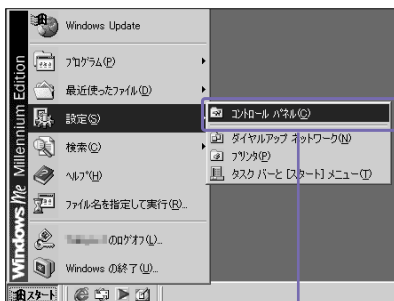 Windows Update
プログラム(P)
最近使ったファイル(D)
設定(S)
検索(C)
ヘルプ(H)
ファイル名を指定して実行(R)...
のログオフ(L)...
Windows の終了(U)...
コントロール パネル(C)
ダイヤルアップ ネットワーク(N)
プリンタ(P)
タスク バーと [スタート] メニュー(T)
Windows Me Millennium Edition
スタート